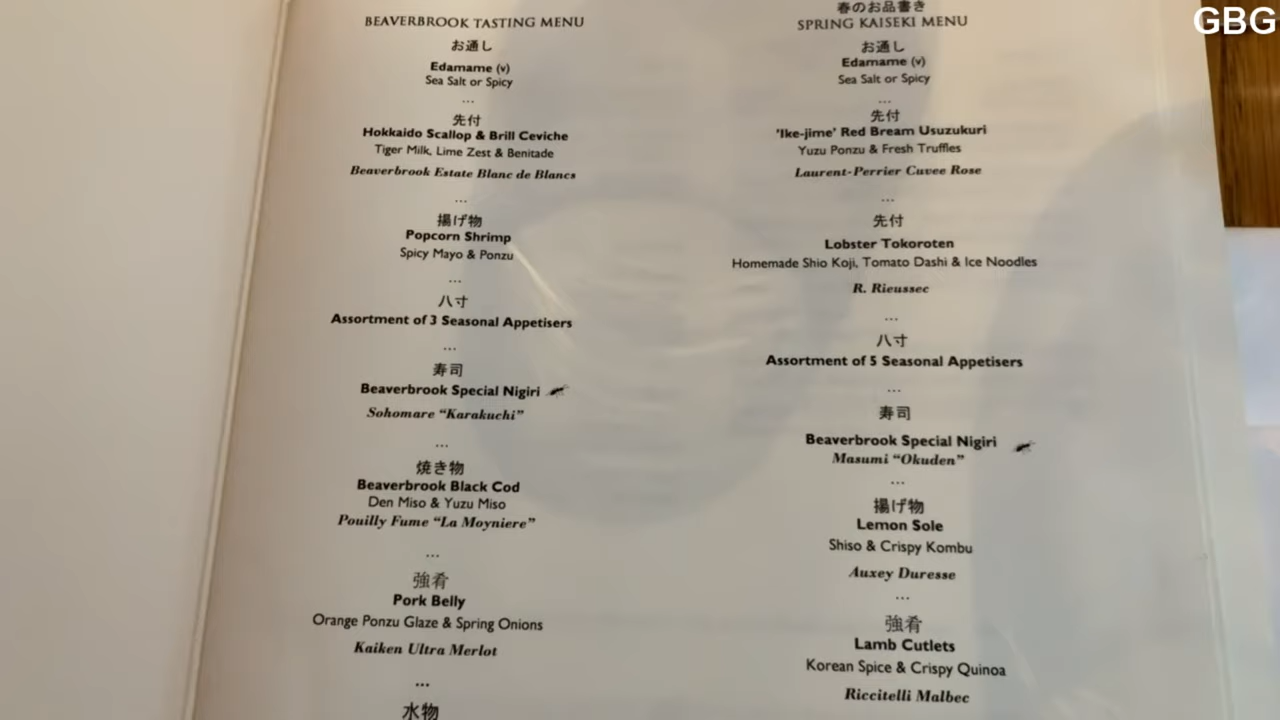 GBG
BEAVERBROOK TASTING MENU
お通し
Edamame (v)
Sea Salt or Spicy
...
先付
Hokkaido Scallop & Brill Ceviche
Tiger Milk, Lime Zest & Benitade
Beaverbrook Estate Blanc de Blancs
...
揚げ物
Popcorn Shrimp
Spicy Mayo & Ponzu
...
八寸
Assortment of 3 Seasonal Appetisers
...
寿司
Beaverbrook Special Nigiri
Sohomare "Karakuchi"
...
焼き物
Beaverbrook Black Cod
Den Miso & Yuzu Miso
Pouilly Fume "La Moyniere"
...
強肴
Pork Belly
Orange Ponzu Glaze & Spring Onions
Kaiken Ultra Merlot
...
水物
春のお品書き
SPRING KAISEKI MENU
お通し
Edamame (v)
Sea Salt or Spicy
...
先付
'Ike-jime' Red Bream Usuzukuri
Yuzu Ponzu & Fresh Truffles
Laurent-Perrier Cuvee Rose
...
先付
Lobster Tokoroten
Homemade Shio Koji, Tomato Dashi & Ice Noodles
R. Rieussec
...
八寸
Assortment of 5 Seasonal Appetisers
...
寿司
Beaverbrook Special Nigiri
Masumi "Okuden"
...
揚げ物
Lemon Sole
Shiso & Crispy Kombu
Auxey Duresse
...
強肴
Lamb Cutlets
Korean Spice & Crispy Quinoa
Riccitelli Malbec